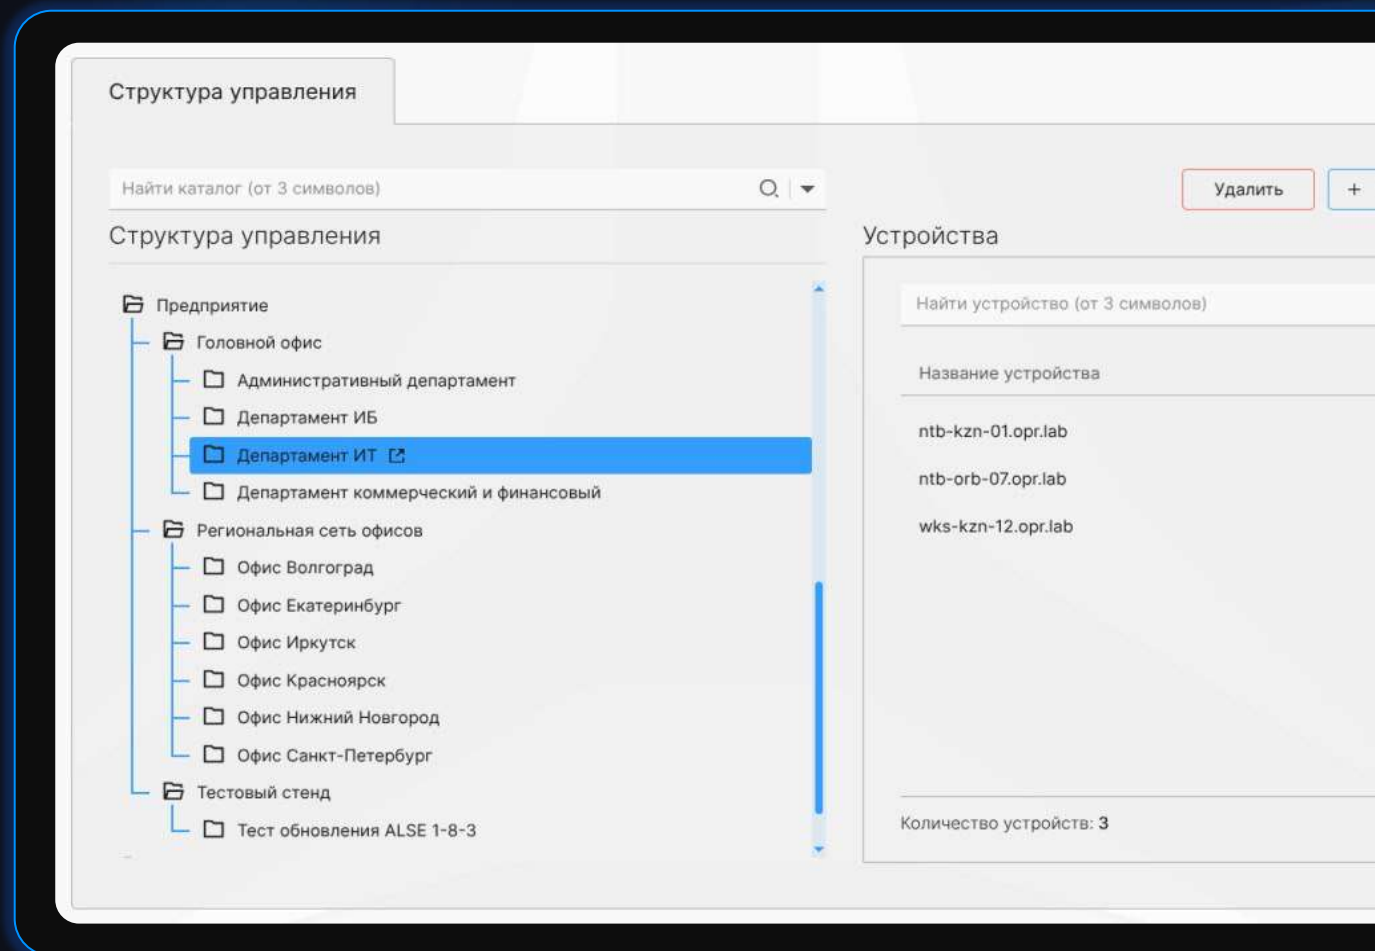 Структура управления
Найти каталог (от 3 символов)
Удалить
+
Структура управления
Предприятие
Головной офис
Административный департамент
Департамент ИБ
Департамент ИТ
Департамент коммерческий и финансовый
Региональная сеть офисов
Офис Волгоград
Офис Екатеринбург
Офис Иркутск
Офис Красноярск
Офис Нижний Новгород
Офис Санкт-Петербург
Тестовый стенд
Тест обновления ALSE 1-8-3
Устройства
Найти устройство (от 3 символов)
Название устройства
ntb-kzn-01.opr.lab
ntb-orb-07.opr.lab
wks-kzn-12.opr.lab
Количество устройств: 3